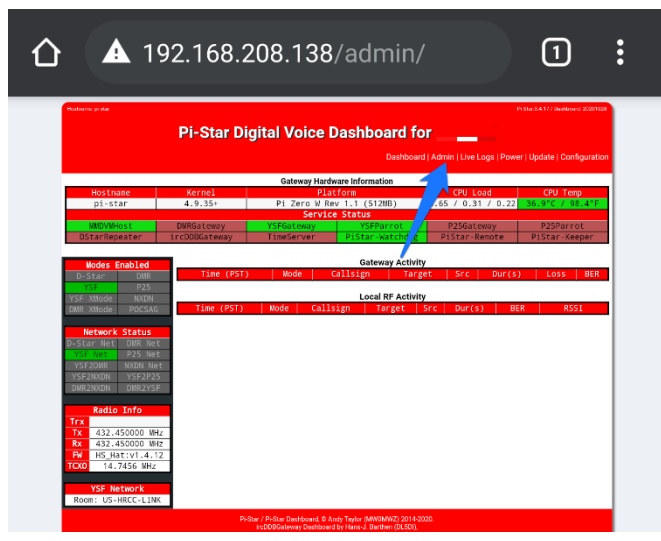 192.168.208.138/admin/ 1
Hostname: pi-star Pi-Star:3.4.17 / Dashboard: 20201028
Pi-Star Digital Voice Dashboard for
Dashboard | Admin | Live Logs | Power | Update | Configuration
Gateway Hardware Information
Hostname Kernel Platform CPU Load CPU Temp
pi-star 4.9.35+ Pi Zero W Rev 1.1 (512MB) .65 / 0.31 / 0.22 36.9°C / 98.4°F
Service Status
MMDVMHost DMRGateway YSFGateway YSFParrot P25Gateway P25Parrot
DStarRepeater ircDDBGateway TimeServer PiStar-Watchdog PiStar-Remote PiStar-Keeper
Modes Enabled
D-Star DMR
YSF P25
YSF XMode NXDN
DMR XMode POCSAG
Network Status
D-Star Net DMR Net
YSF Net P25 Net
YSF2DMR NXDN Net
YSF2NXDN YSF2P25
DMR2NXDN DMR2YSF
Radio Info
Trx
Tx 432.450000 MHz
Rx 432.450000 MHz
FW HS_Hat:v1.4.12
TCXO 14.7456 MHz
YSF Network
Room: US-HRCC-LINK
Gateway Activity
Time (PST) Mode Callsign Target Src Dur(s) Loss BER
Local RF Activity
Time (PST) Mode Callsign Target Src Dur(s) BER RSSI
Pi-Star / Pi-Star Dashboard, © Andy Taylor (MW0MWZ) 2014-2020.
ircDDBGateway Dashboard by Hans-J. Barthen (DL5DI),